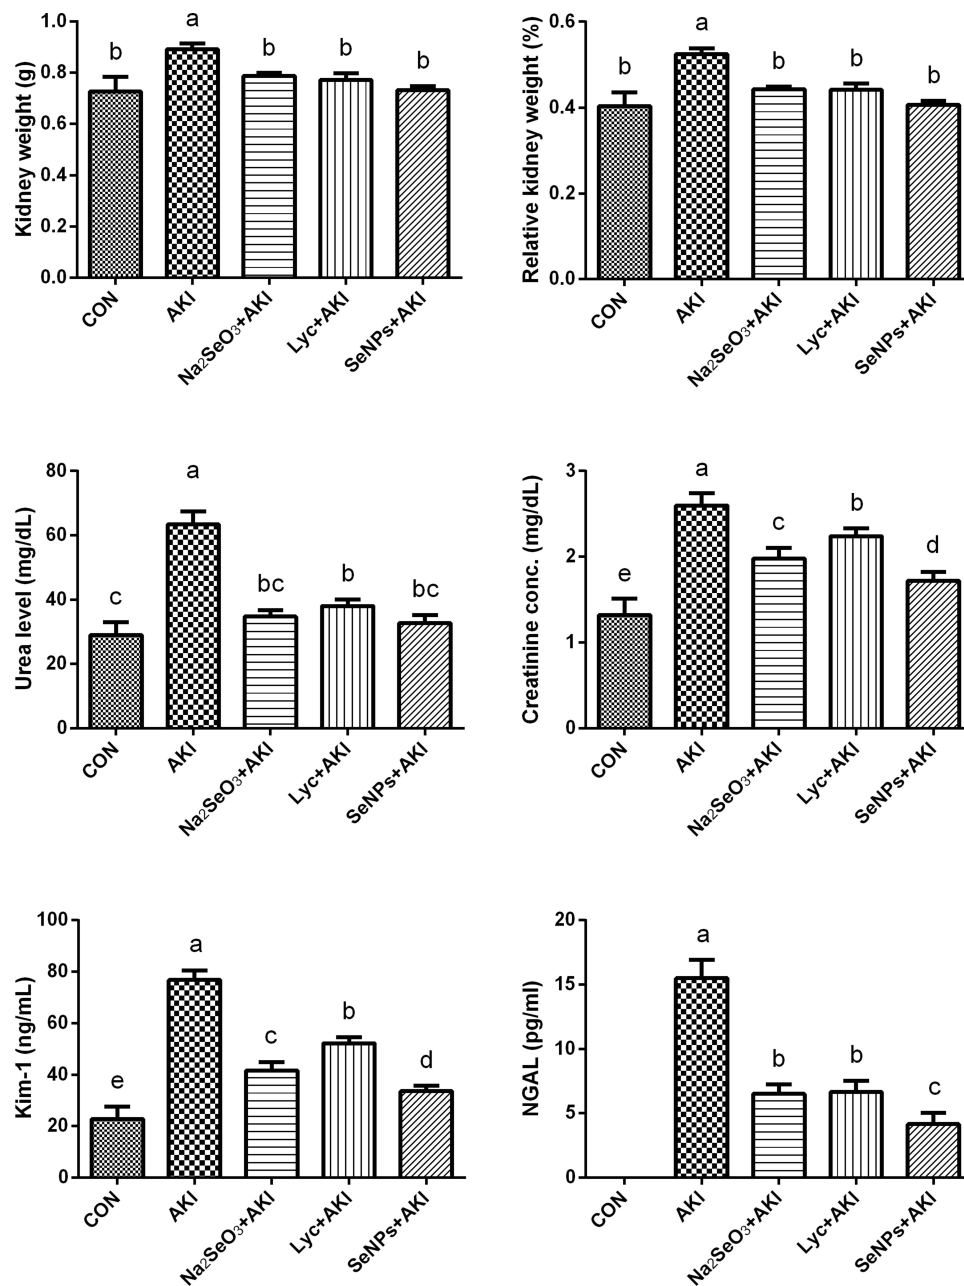 Kidney weight (g)
1.0
0.8
0.6
0.4
0.2
0.0
b
a
b
b
b
CON
AKI
Na₂SeO₃+AKI
Lyc+AKI
SeNPs+AKI
Relative kidney weight (%)
0.6
0.4
0.2
0.0
b
a
b
b
b
CON
AKI
Na₂SeO₃+AKI
Lyc+AKI
SeNPs+AKI
Urea level (mg/dL)
80
60
40
20
0
c
a
bc
b
bc
CON
AKI
Na₂SeO₃+AKI
Lyc+AKI
SeNPs+AKI
Creatinine conc. (mg/dL)
3
2
1
0
e
a
c
b
d
CON
AKI
Na₂SeO₃+AKI
Lyc+AKI
SeNPs+AKI
Kim-1 (ng/mL)
100
80
60
40
20
0
e
a
c
b
d
CON
AKI
Na₂SeO₃+AKI
Lyc+AKI
SeNPs+AKI
NGAL (pg/ml)
20
15
10
5
0
a
b
b
c
CON
AKI
Na₂SeO₃+AKI
Lyc+AKI
SeNPs+AKI